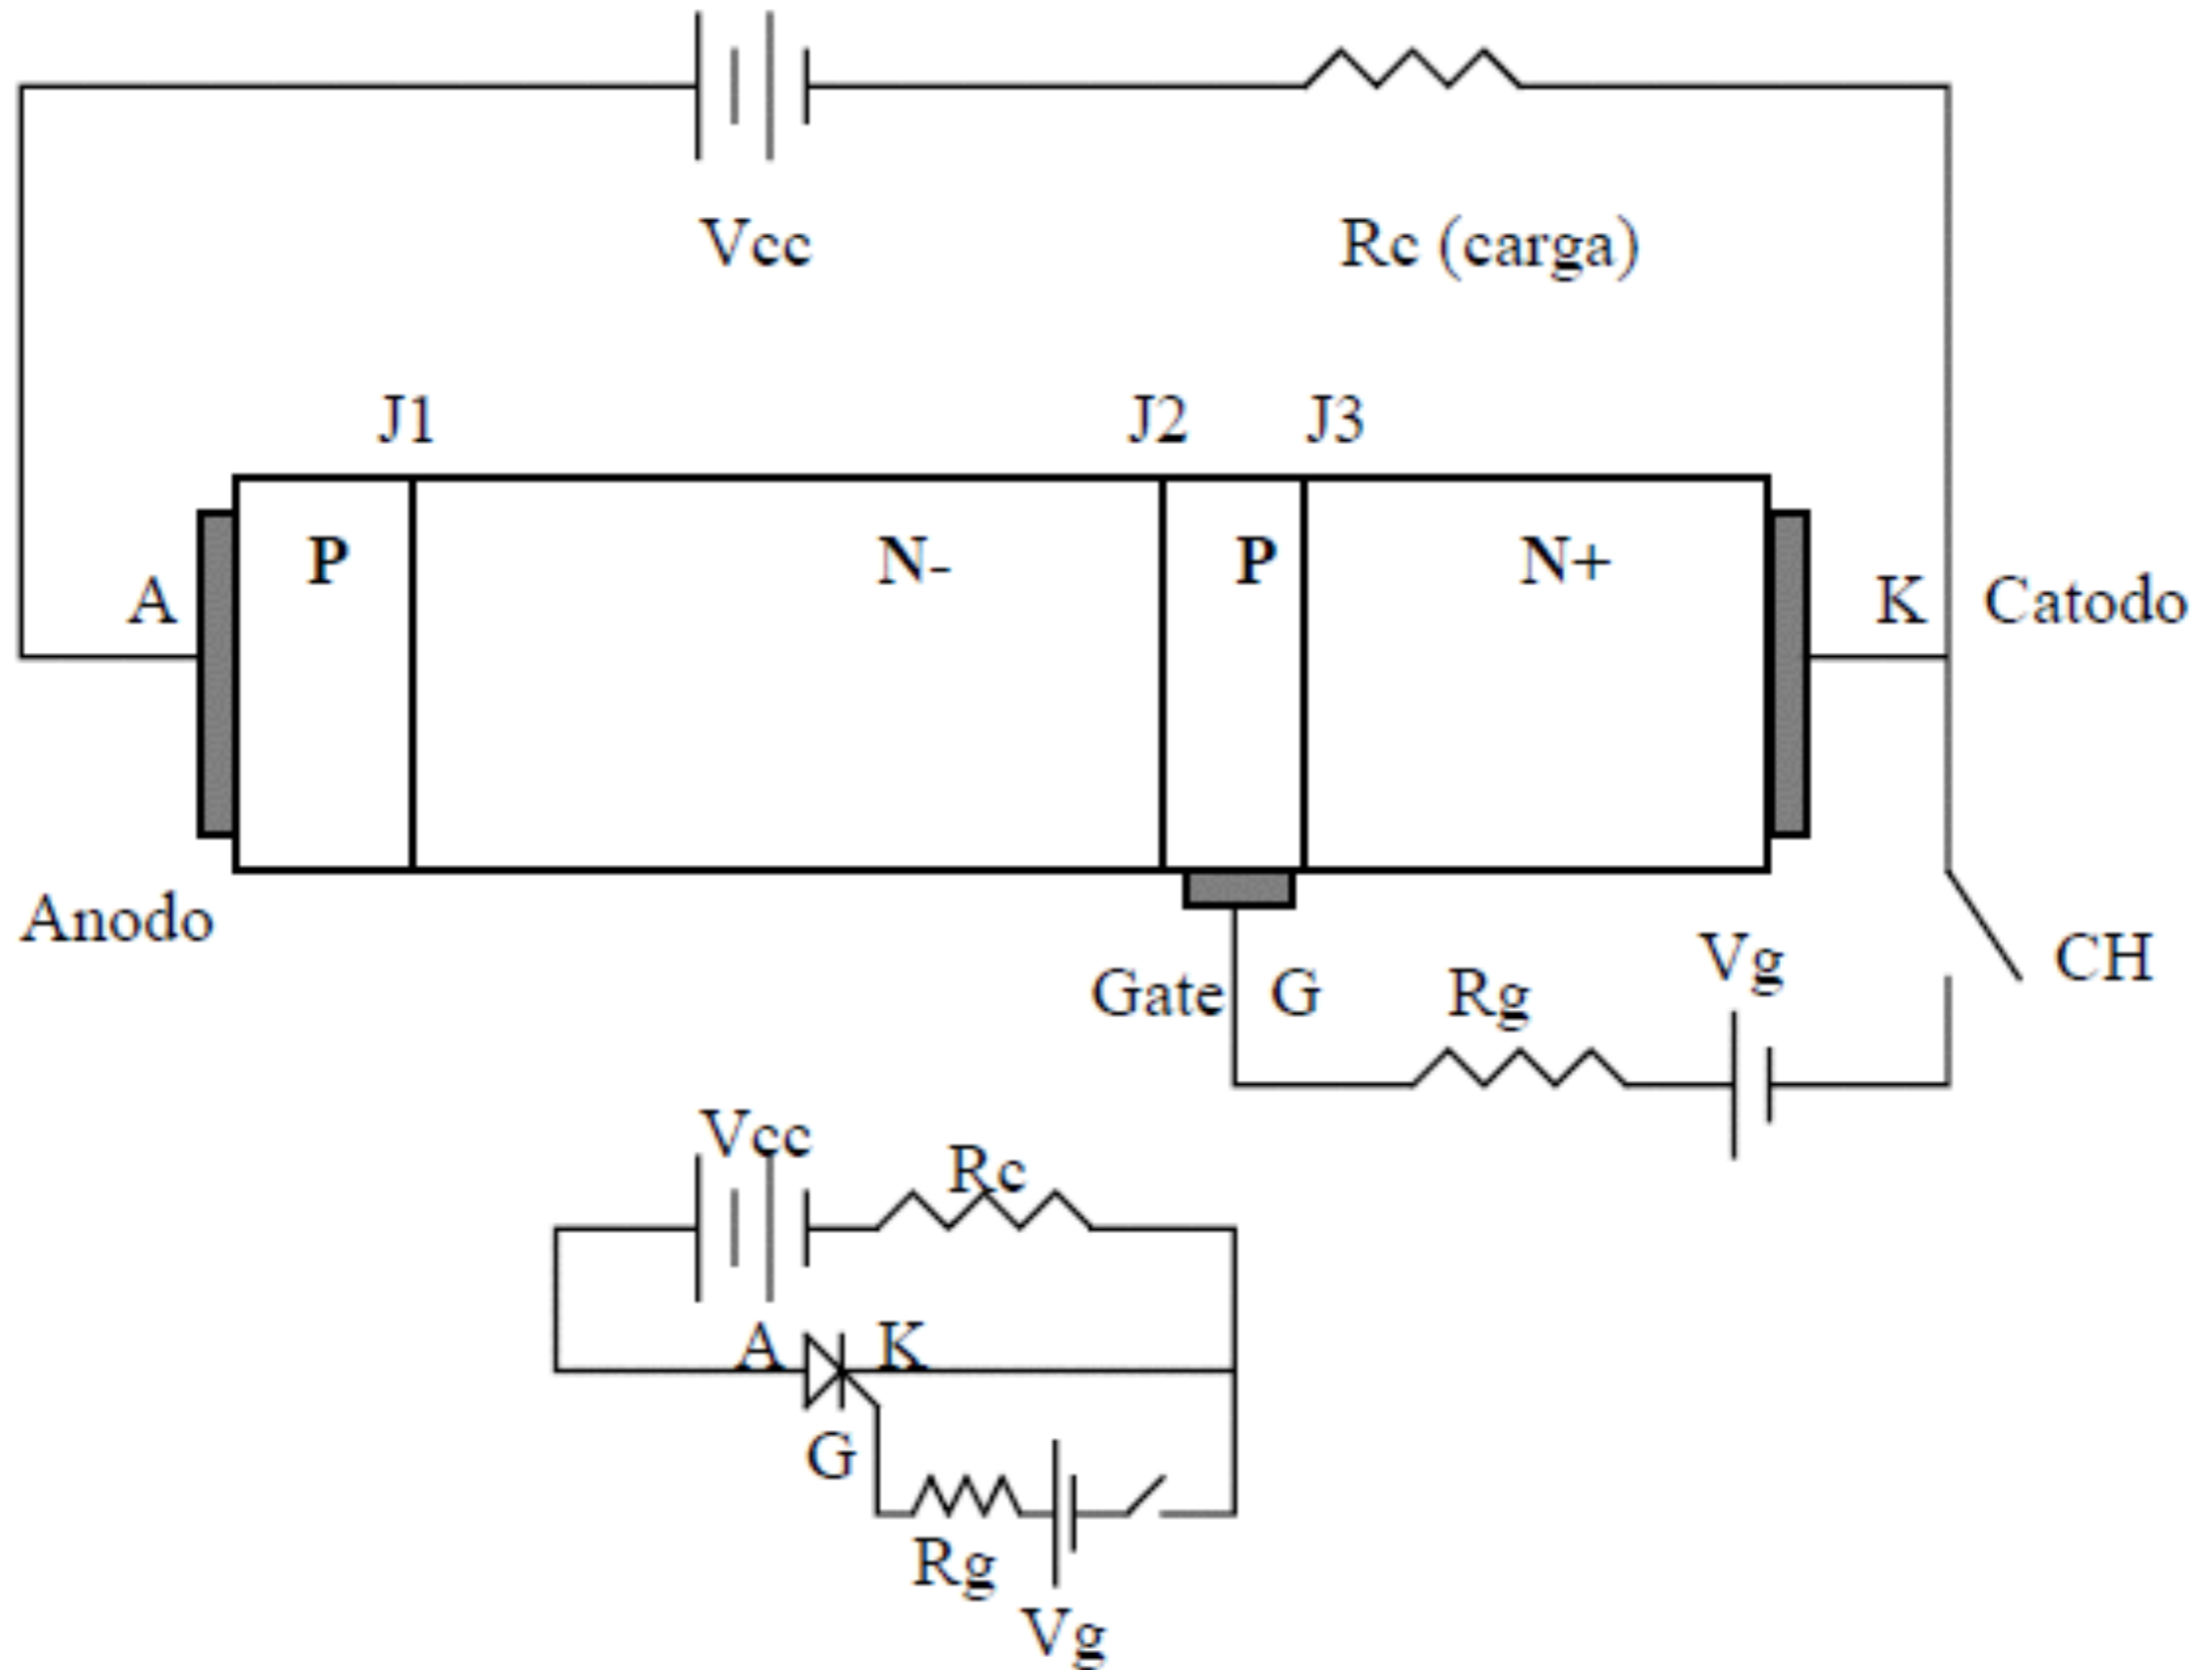 Vcc
Rc (carga)
J1
J2
J3
P
N-
P
N+
A
K
Catodo
Anodo
Gate
G
Rg
Vg
CH
Vcc
Rc
A
K
G
Rg
Vg